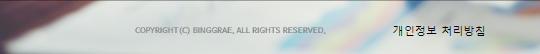 COPYRIGHT(C) BINGGRAE, ALL RIGHTS RESERVED, 개인정보 처리방침